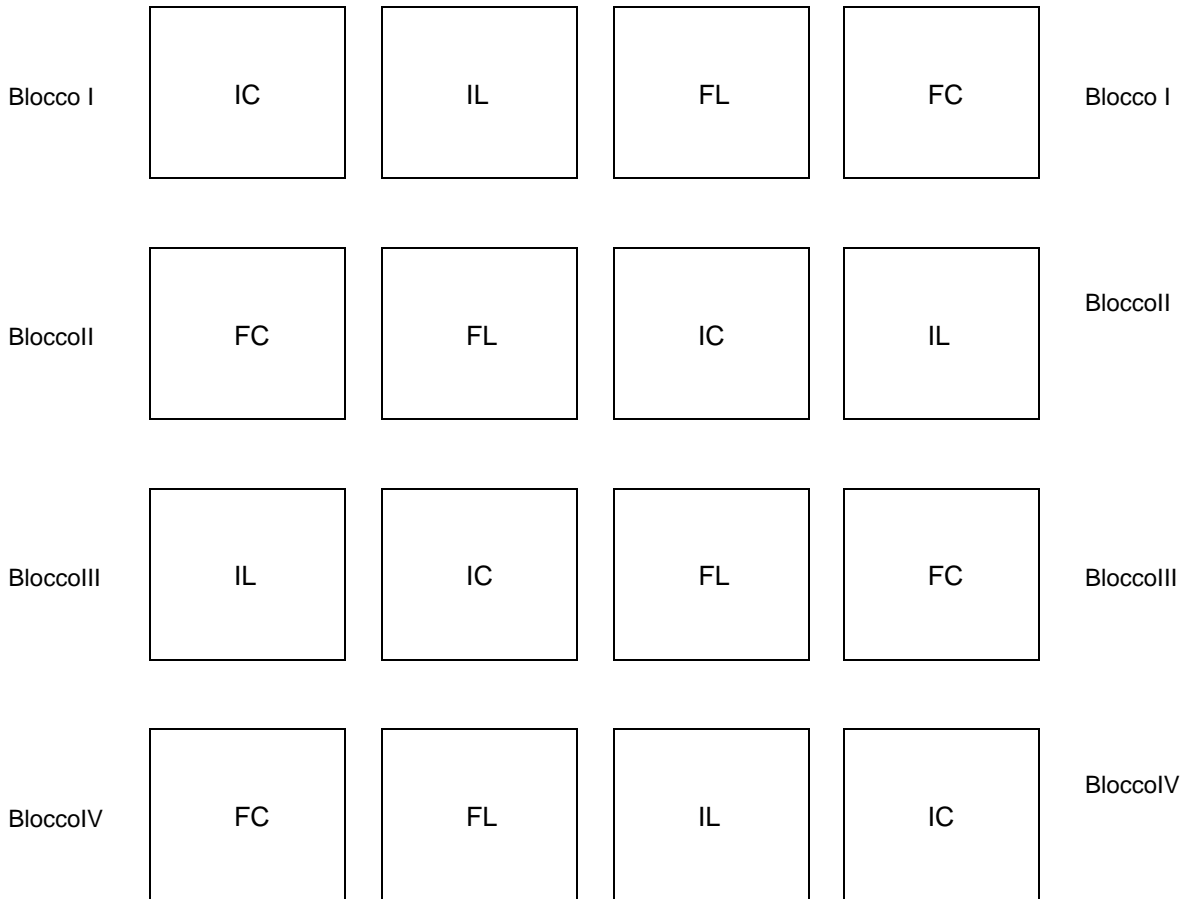 Blocco I IC IL FL FC Blocco I
BloccoII FC FL IC IL BloccoII
BloccoIII IL IC FL FC BloccoIII
BloccoIV FC FL IL IC BloccoIV